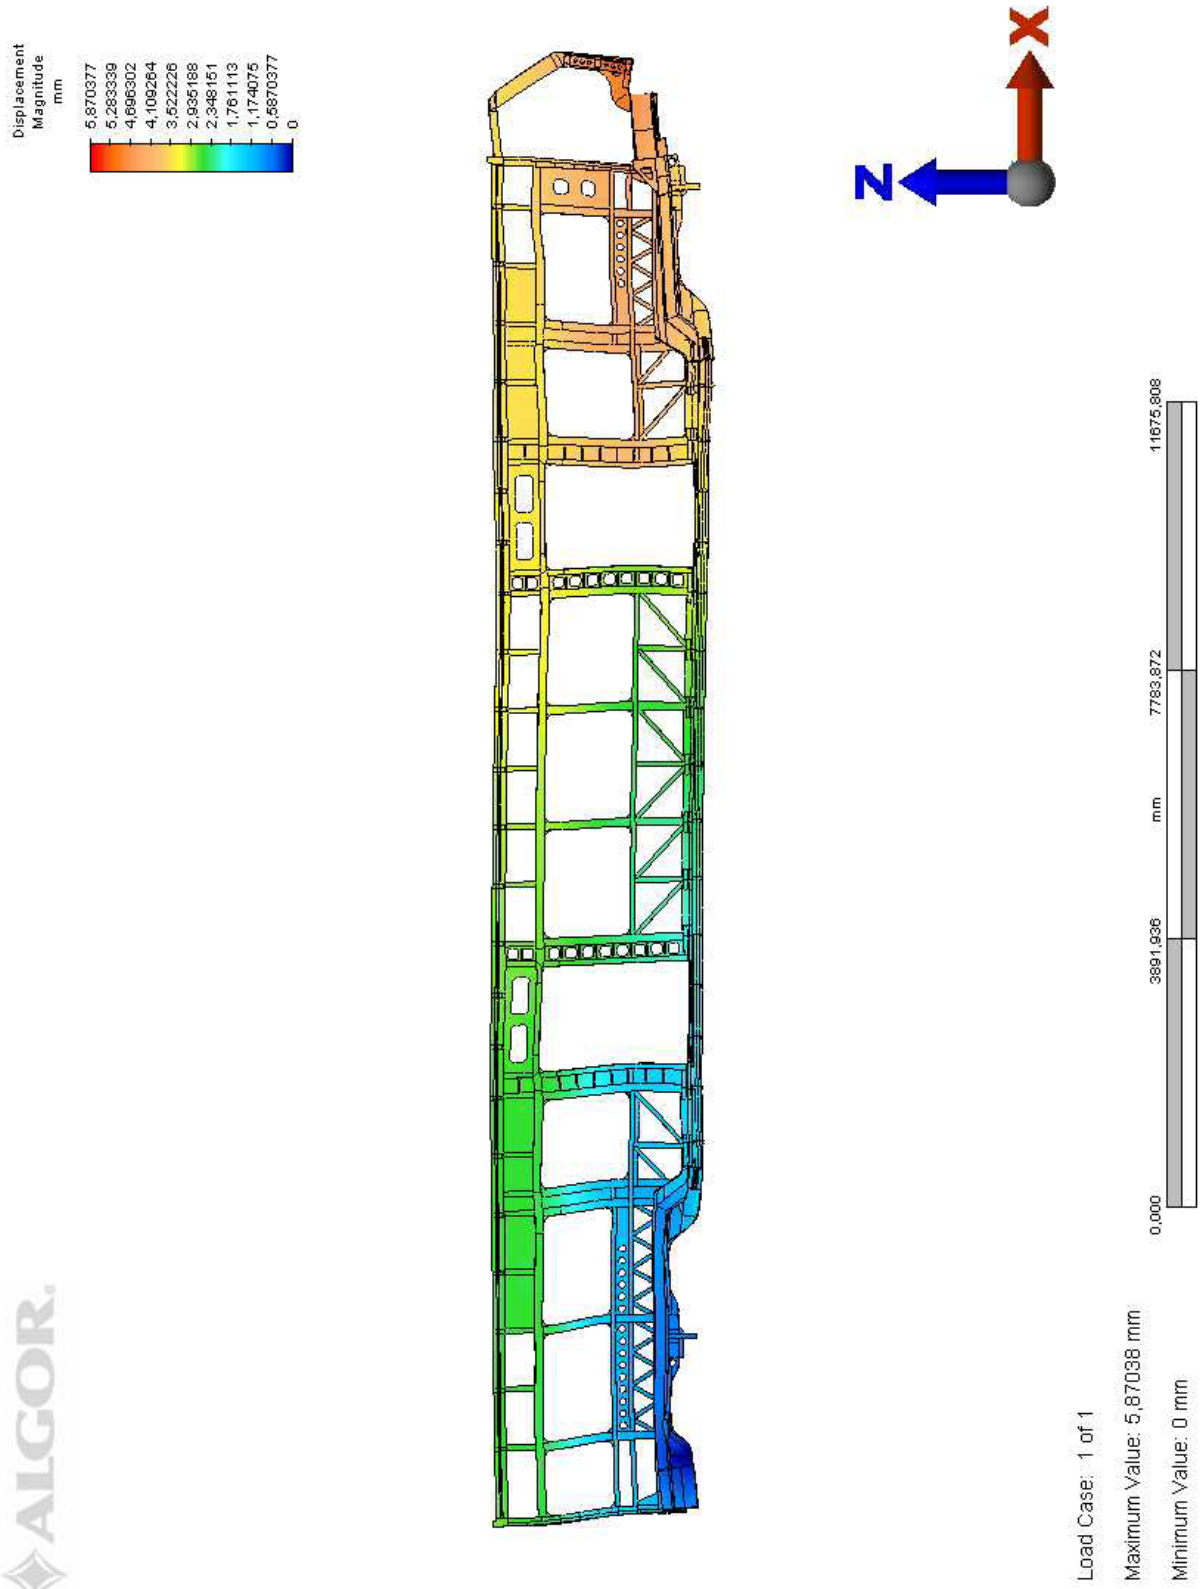 ALGOR.
Displacement
Magnitude
mm
5,870377
5,283339
4,696302
4,109264
3,522226
2,935188
2,348151
1,761113
1,174075
0,5870377
0
Z
X
0,000
3891,936
mm
7783,872
11675,808
Load Case: 1 of 1
Maximum Value: 5,87038 mm
Minimum Value: 0 mm